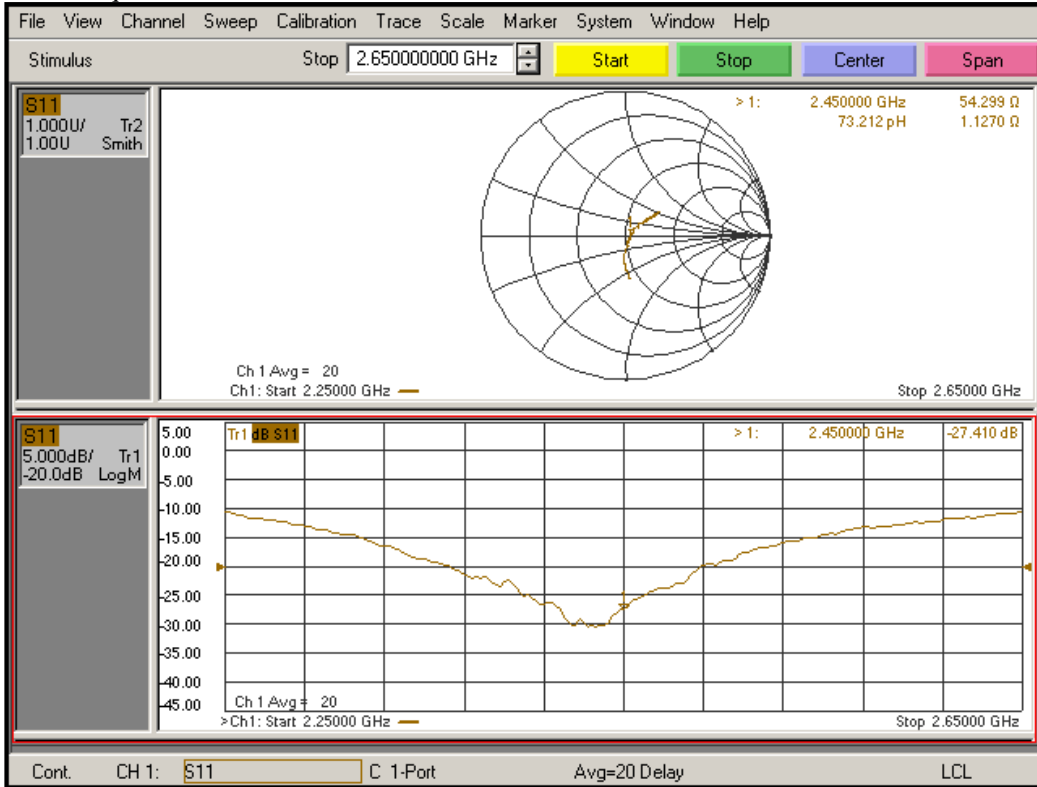 File View Channel Sweep Calibration Trace Scale Marker System Window Help
Stimulus Stop 2.650000000 GHz Start Stop Center Span
S11
1.000U/ Tr2
1.00U Smith
> 1: 2.450000 GHz 54.299 Ω
73.212 pH 1.1270 Ω
Ch 1 Avg = 20
Ch1: Start 2.25000 GHz Stop 2.65000 GHz
S11
5.000dB/ Tr1
-20.0dB LogM
Tr1 dB S11
> 1: 2.450000 GHz -27.410 dB
5.00
0.00
-5.00
-10.00
-15.00
-20.00
-25.00
-30.00
-35.00
-40.00
-45.00
Ch 1 Avg = 20
>Ch1: Start 2.25000 GHz Stop 2.65000 GHz
Cont. CH 1: S11 C 1-Port Avg=20 Delay LCL